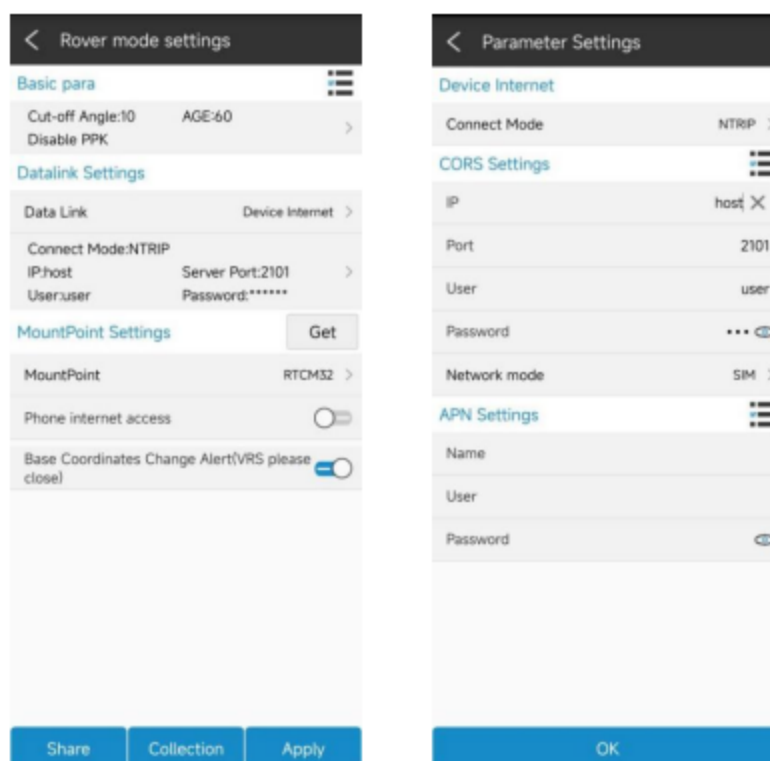 Rover mode settings
Basic para
Cut-off Angle:10 AGE:60
Disable PPK
Datalink Settings
Data Link Device Internet
Connect Mode:NTRIP
IP:host Server Port:2101
User:user Password:******
MountPoint Settings Get
MountPoint RTCM32
Phone internet access
Base Coordinates Change Alert(VRS please
close)
Share Collection Apply
Parameter Settings
Device Internet
Connect Mode NTRIP
CORS Settings
IP host
Port 2101
User user
Password •••
Network mode SIM
APN Settings
Name
User
Password
OK